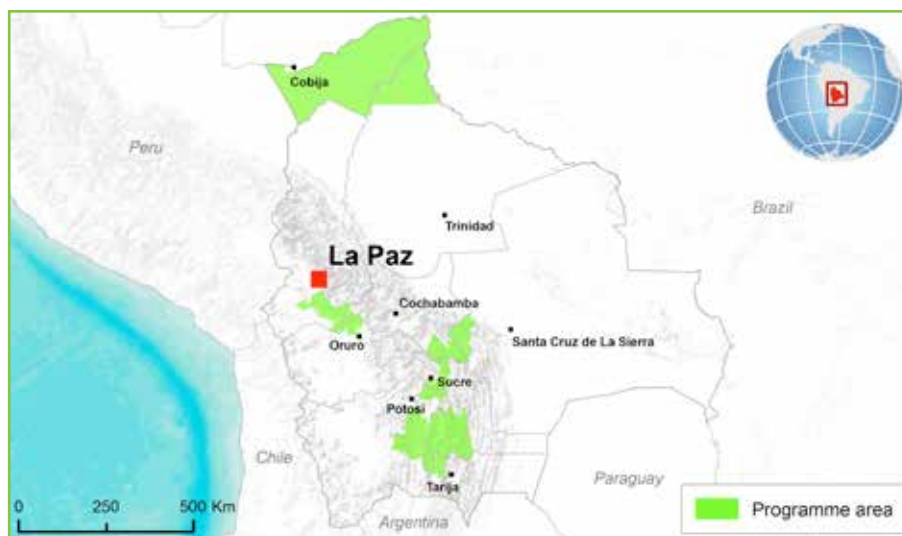 Cobija
Peru
Trinidad
Brazil
La Paz
Cochabamba
Oruro
Santa Cruz de La Sierra
Sucre
Potosi
Chile
Tarija
Paraguay
0 250 500 Km
Argentina
Programme area